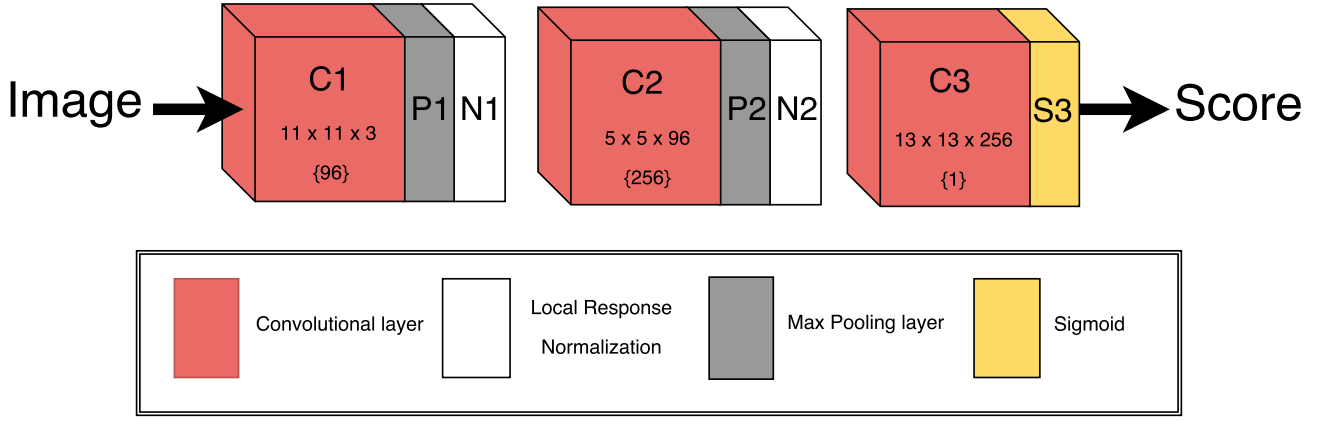 Image
C1
11 x 11 x 3
{96}
P1
N1
C2
5 x 5 x 96
{256}
P2
N2
C3
13 x 13 x 256
{1}
S3
Score
Convolutional layer
Local Response
Normalization
Max Pooling layer
Sigmoid